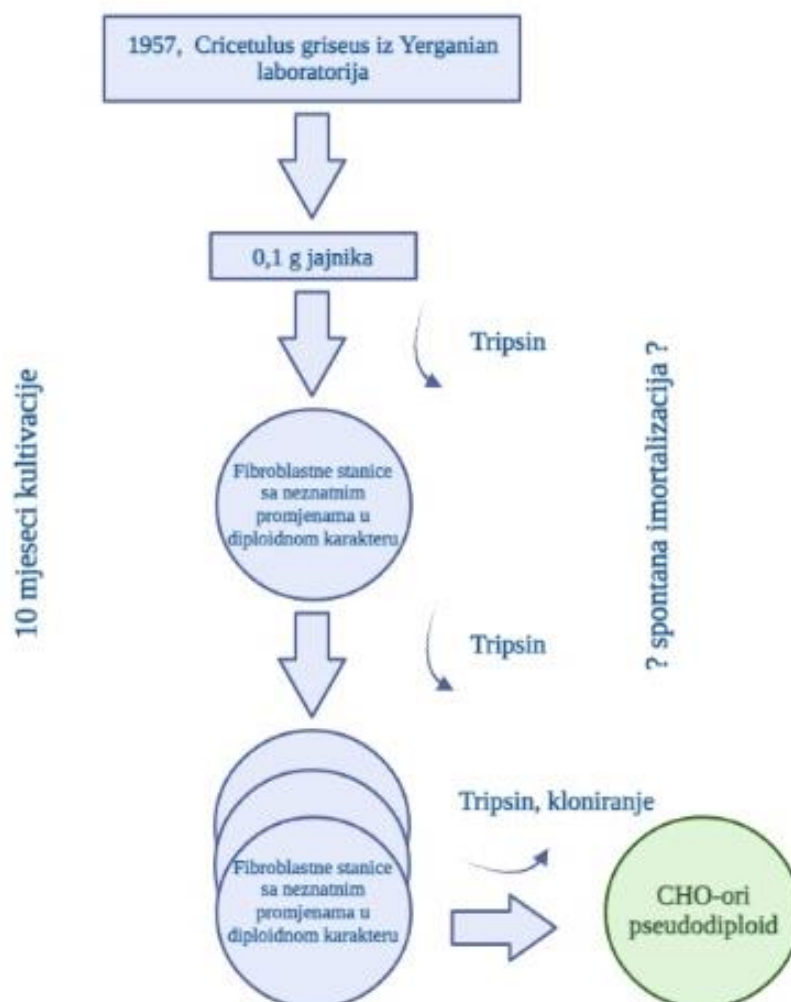 1957, Cricetulus griseus iz Yerganian
laboratorija
0,1 g jajnika
Tripsin
10 mjeseci kultivacije
? spontana imortalizacija ?
Fibroblastne stanice
sa neznatnim
promjenama u
diploidnom karakteru
Tripsin
Tripsin, kloniranje
Fibroblastne stanice
sa neznatnim
promjenama u
diploidnom karakteru
CHO-ori
pseudodiploid